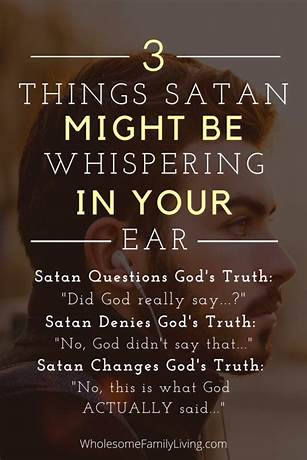 3
THINGS SATAN
MIGHT BE
WHISPERING
IN YOUR
EAR
Satan Questions God's Truth:
"Did God really say...?"
Satan Denies God's Truth:
"No, God didn't say that..."
Satan Changes God's Truth:
"No, this is what God
ACTUALLY said..."
WholesomeFamilyLiving.com